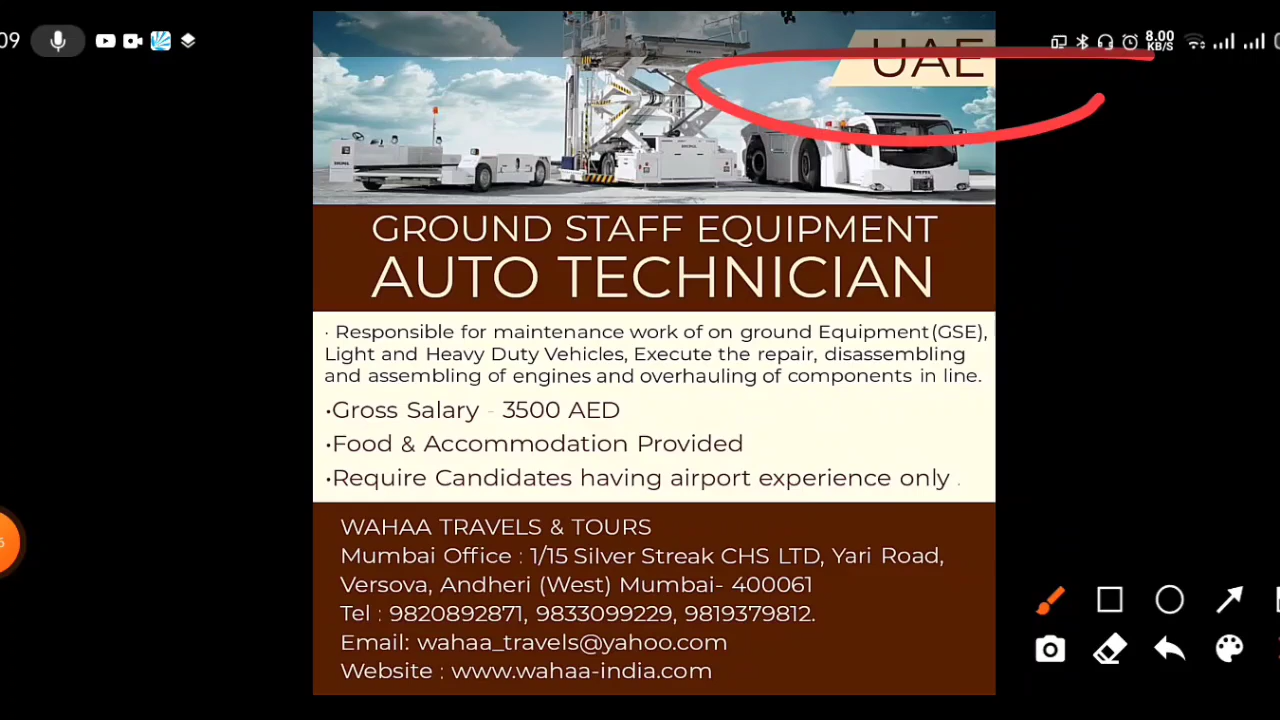 09
8.00
KB/S
UAE
GROUND STAFF EQUIPMENT
AUTO TECHNICIAN
· Responsible for maintenance work of on ground Equipment(GSE),
Light and Heavy Duty Vehicles, Execute the repair, disassembling
and assembling of engines and overhauling of components in line.
•Gross Salary - 3500 AED
•Food & Accommodation Provided
•Require Candidates having airport experience only .
WAHAA TRAVELS & TOURS
Mumbai Office : 1/15 Silver Streak CHS LTD, Yari Road,
Versova, Andheri (West) Mumbai- 400061
Tel : 9820892871, 9833099229, 9819379812.
Email: wahaa_travels@yahoo.com
Website : www.wahaa-india.com